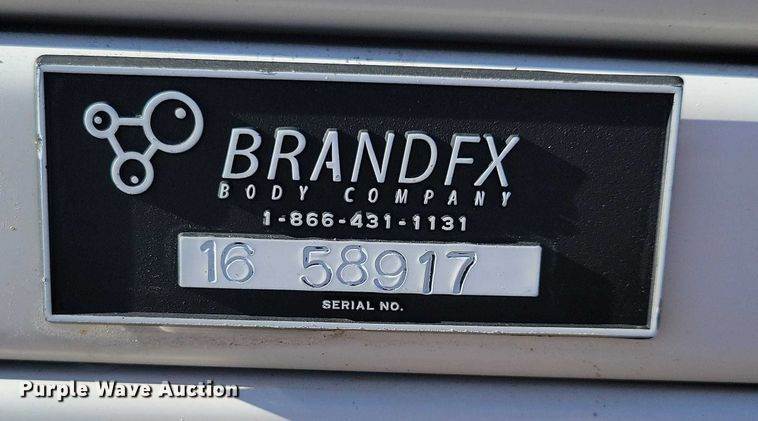 BRANDFX
BODY COMPANY
1-866-431-1131
16 58917
SERIAL NO.
Purple Wave Auction